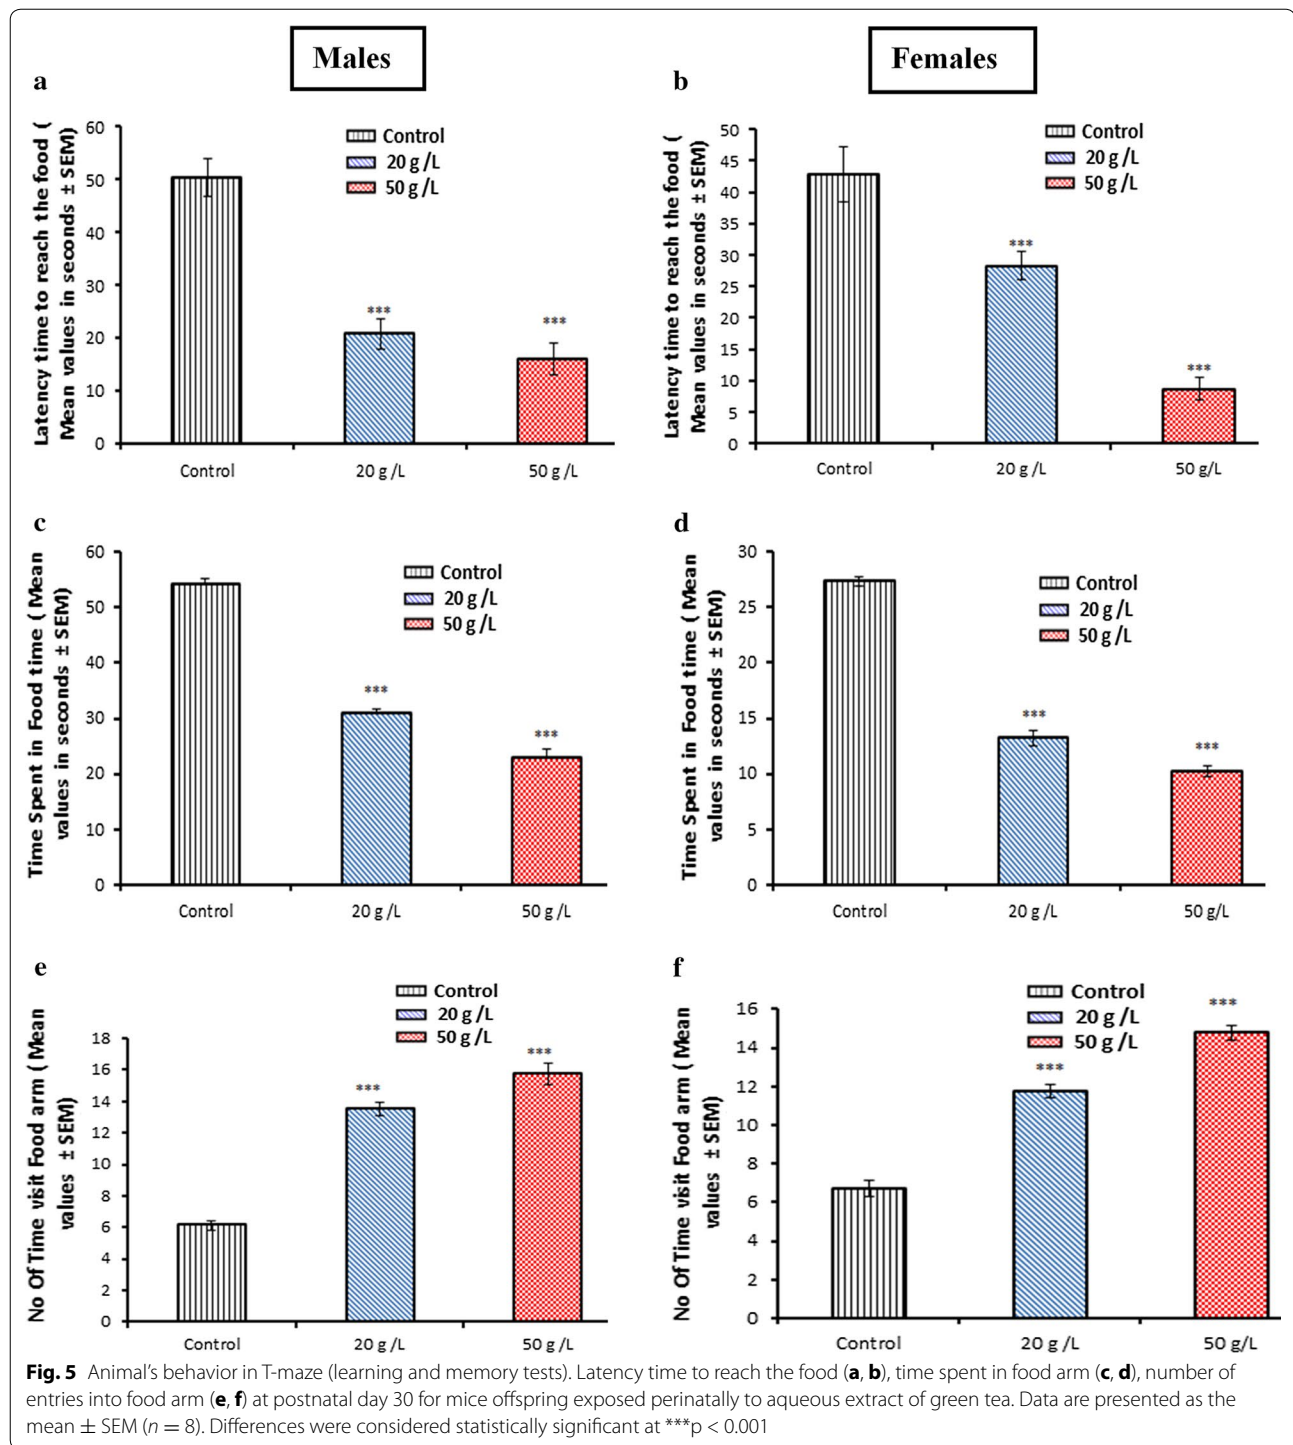 Males
Females
a
Latency time to reach the food (
Mean values in seconds ± SEM)
60
50
40
30
20
10
0
Control
20 g /L
50 g /L
***
***
Control
20 g /L
50 g /L
b
Latency time to reach the food (
Mean values in seconds ± SEM)
50
45
40
35
30
25
20
15
10
5
0
Control
20 g /L
50 g /L
***
***
Control
20 g /L
50 g/L
c
Time Spent in Food time ( Mean
values in seconds ± SEM)
60
50
40
30
20
10
0
Control
20 g /L
50 g /L
***
***
Control
20 g /L
50 g /L
d
Time Spent in Food time ( Mean
values in seconds ± SEM)
30
25
20
15
10
5
0
Control
20 g /L
50 g /L
***
***
Control
20 g /L
50 g/L
e
No Of Time visit Food arm ( Mean
values ± SEM)
18
16
14
12
10
8
6
4
2
0
Control
20 g /L
50 g /L
***
***
Control
20 g /L
50 g /L
f
No Of Time visit Food arm ( Mean
values ± SEM)
16
14
12
10
8
6
4
2
0
Control
20 g /L
50 g /L
***
***
Control
20 g /L
50 g /L
Fig. 5 Animal's behavior in T-maze (learning and memory tests). Latency time to reach the food (a, b), time spent in food arm (c, d), number of
entries into food arm (e, f) at postnatal day 30 for mice offspring exposed perinatally to aqueous extract of green tea. Data are presented as the
mean ± SEM (n = 8). Differences were considered statistically significant at ***p < 0.001